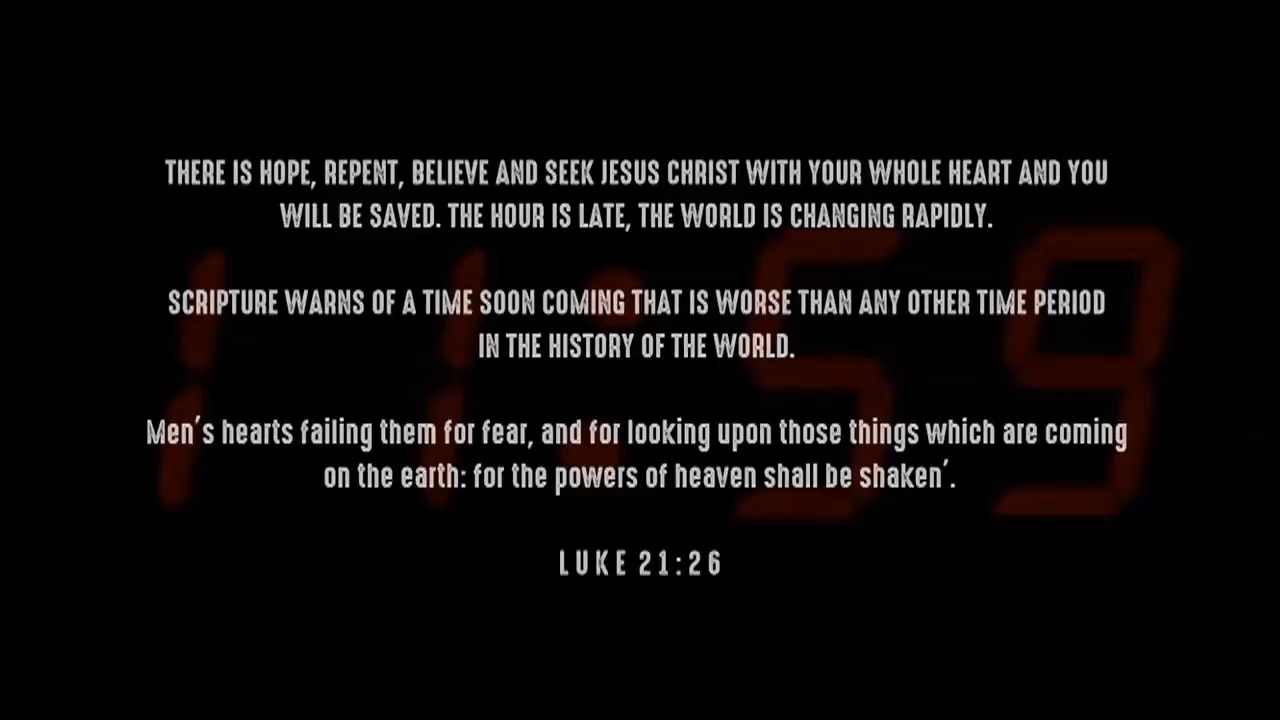 THERE IS HOPE, REPENT, BELIEVE AND SEEK JESUS CHRIST WITH YOUR WHOLE HEART AND YOU
WILL BE SAVED. THE HOUR IS LATE, THE WORLD IS CHANGING RAPIDLY.
11:59
SCRIPTURE WARNS OF A TIME SOON COMING THAT IS WORSE THAN ANY OTHER TIME PERIOD
IN THE HISTORY OF THE WORLD.
Men's hearts failing them for fear, and for looking upon those things which are coming
on the earth: for the powers of heaven shall be shaken'.
LUKE 21:26